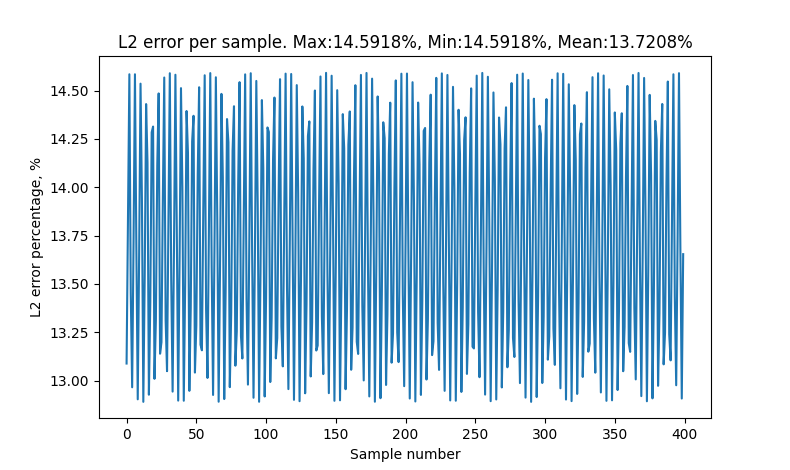 L2 error per sample. Max:14.5918%, Min:14.5918%, Mean:13.7208%
L2 error percentage, %
14.50
14.25
14.00
13.75
13.50
13.25
13.00
0 50 100 150 200 250 300 350 400
Sample number